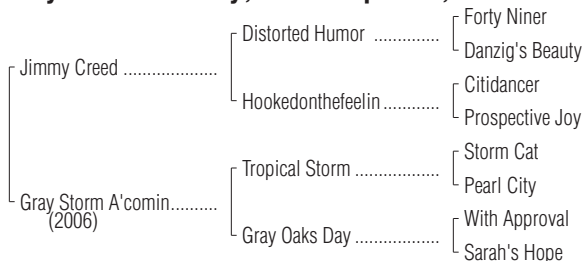 Forty Niner
Distorted Humor ..............
Danzig's Beauty
Jimmy Creed ....................
Citidancer
Hookedonthefeelin ............
Prospective Joy
Storm Cat
Tropical Storm ..................
Pearl City
Gray Storm A'comin..........
(2006)
With Approval
Gray Oaks Day ..................
Sarah's Hope